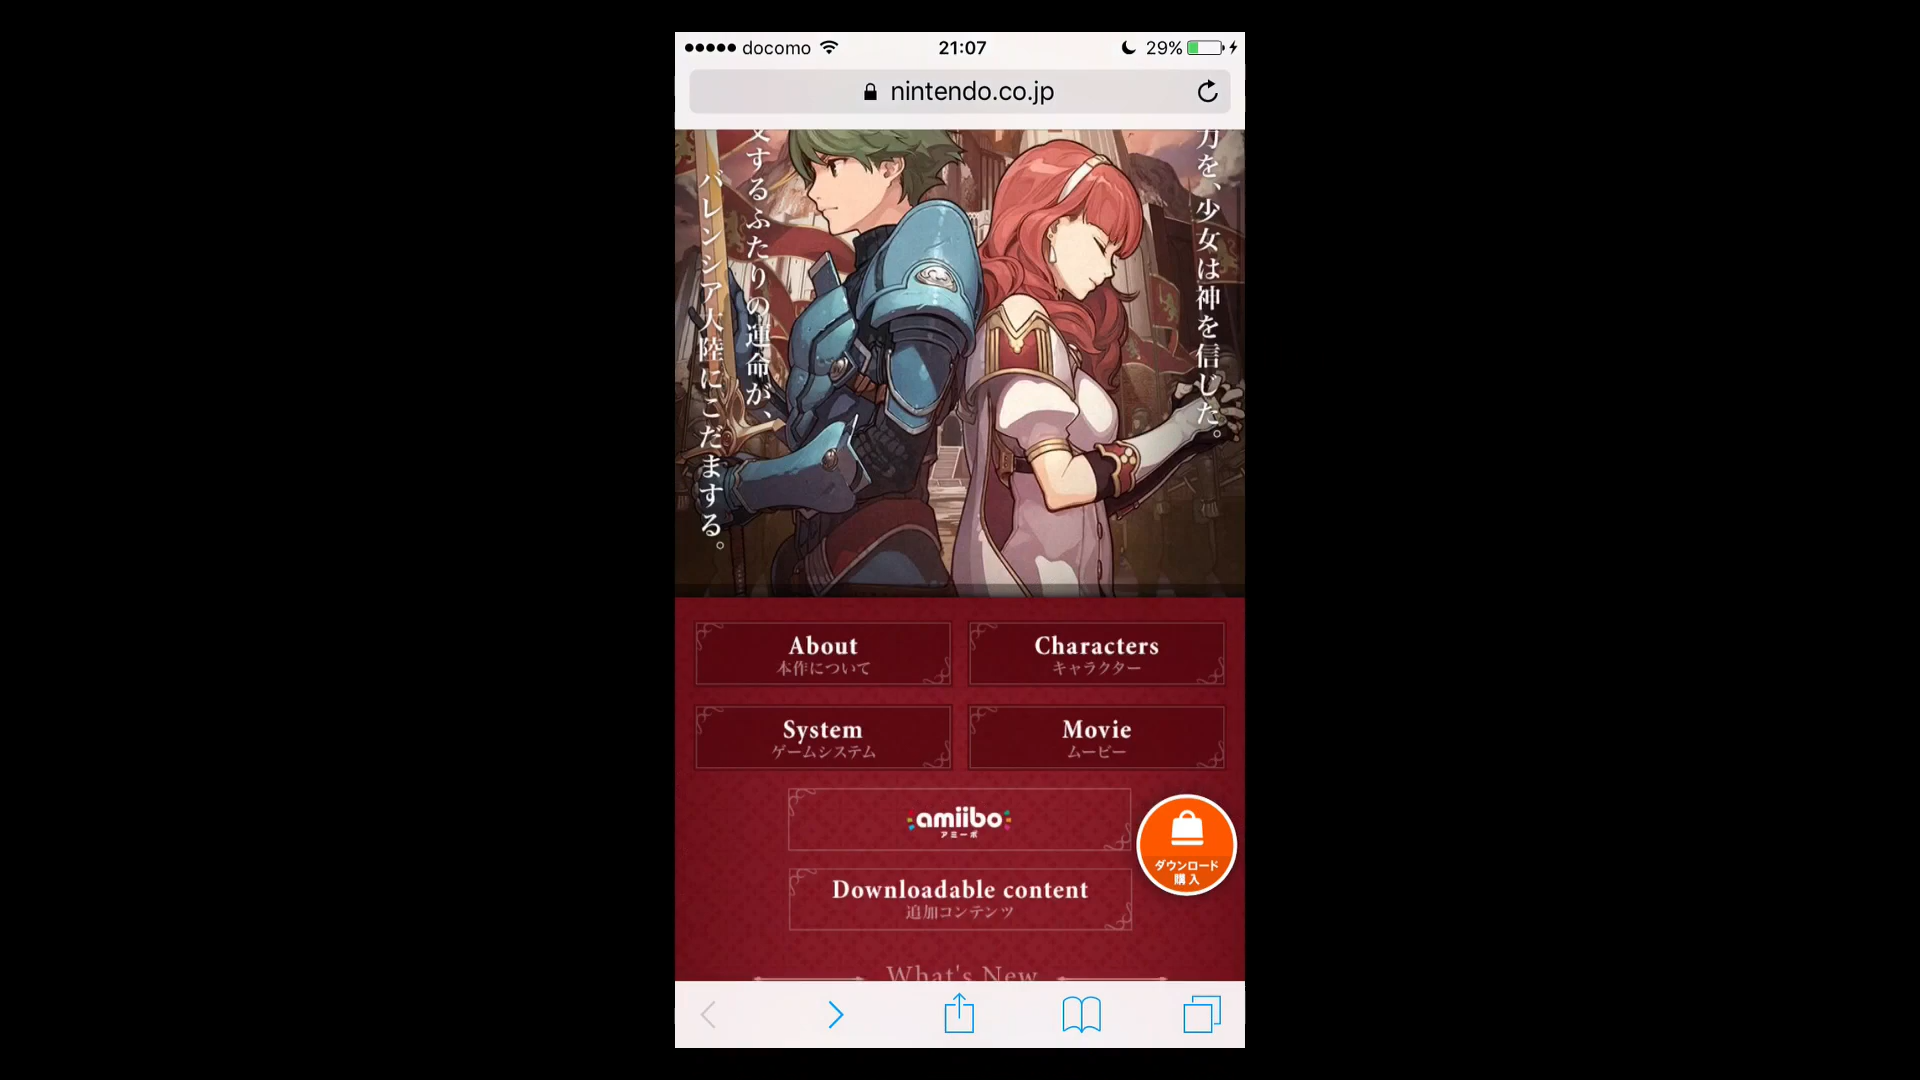 docomo
21:07
29%
nintendo.co.jp
力を、少女は神を信じた。
するふたりの運命が、
バレンシア大陸にこだまする。
About
本作について
Characters
キャラクター
System
ゲームシステム
Movie
ムービー
amiibo
アミーボ
ダウンロード
購入
Downloadable content
追加コンテンツ
What's New